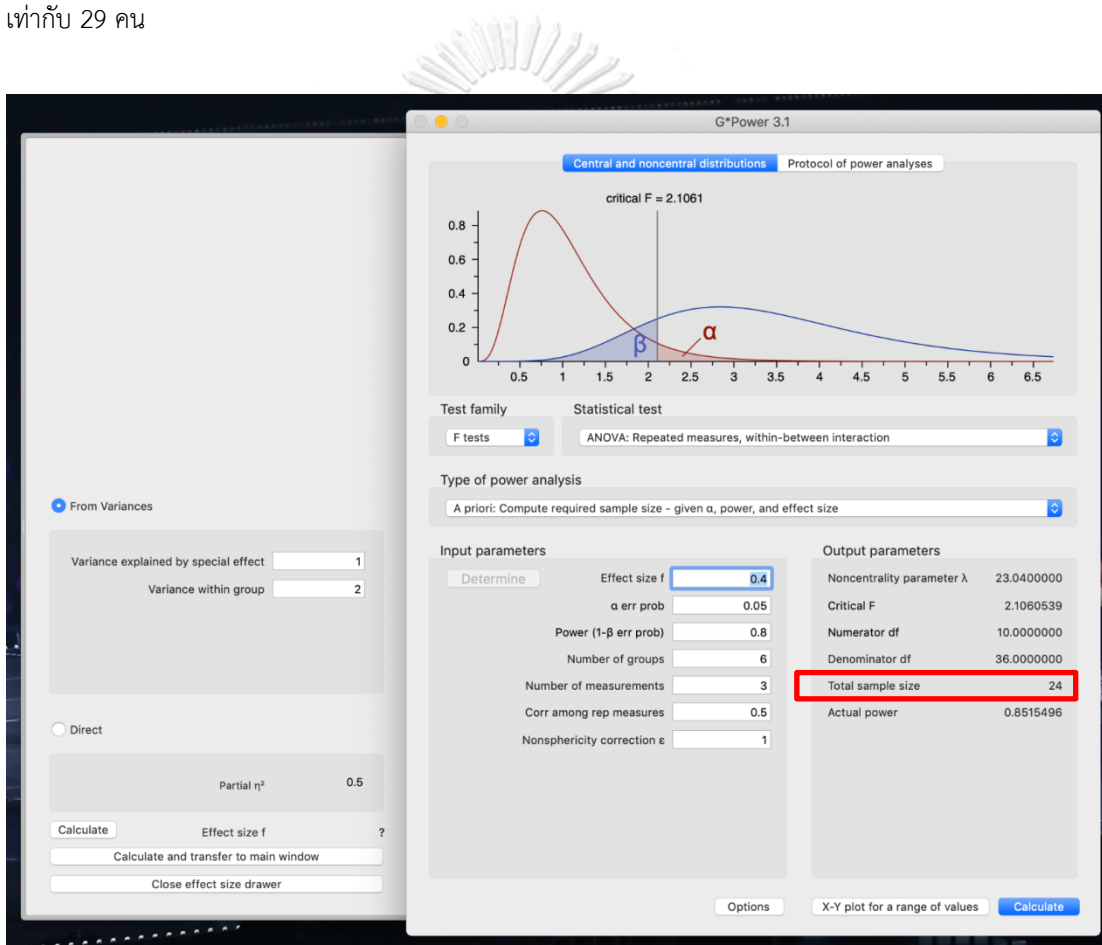 เท่ากับ 29 คน
G*Power 3.1
Central and noncentral distributions Protocol of power analyses
critical F = 2.1061
0.8
0.6
0.4
0.2
0
β
α
0.5 1 1.5 2 2.5 3 3.5 4 4.5 5 5.5 6 6.5
Test family Statistical test
F tests ANOVA: Repeated measures, within-between interaction
Type of power analysis
A priori: Compute required sample size - given α, power, and effect size
From Variances
Variance explained by special effect 1
Variance within group 2
Direct
Partial η² 0.5
Calculate Effect size f ?
Calculate and transfer to main window
Close effect size drawer
Input parameters
Determine Effect size f 0.4
α err prob 0.05
Power (1-β err prob) 0.8
Number of groups 6
Number of measurements 3
Corr among rep measures 0.5
Nonsphericity correction ε 1
Output parameters
Noncentrality parameter λ 23.0400000
Critical F 2.1060539
Numerator df 10.0000000
Denominator df 36.0000000
Total sample size 24
Actual power 0.8515496
Options X-Y plot for a range of values Calculate